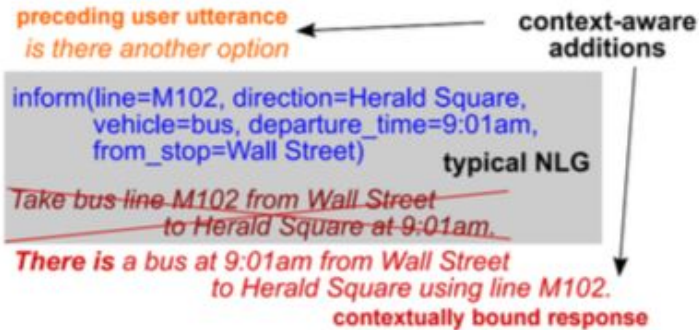 preceding user utterance
context-aware
additions
is there another option
inform(line=M102, direction=Herald Square,
vehicle=bus, departure_time=9:01am,
from_stop=Wall Street)
typical NLG
Take bus line M102 from Wall Street
to Herald Square at 9:01am.
There is a bus at 9:01am from Wall Street
to Herald Square using line M102.
contextually bound response